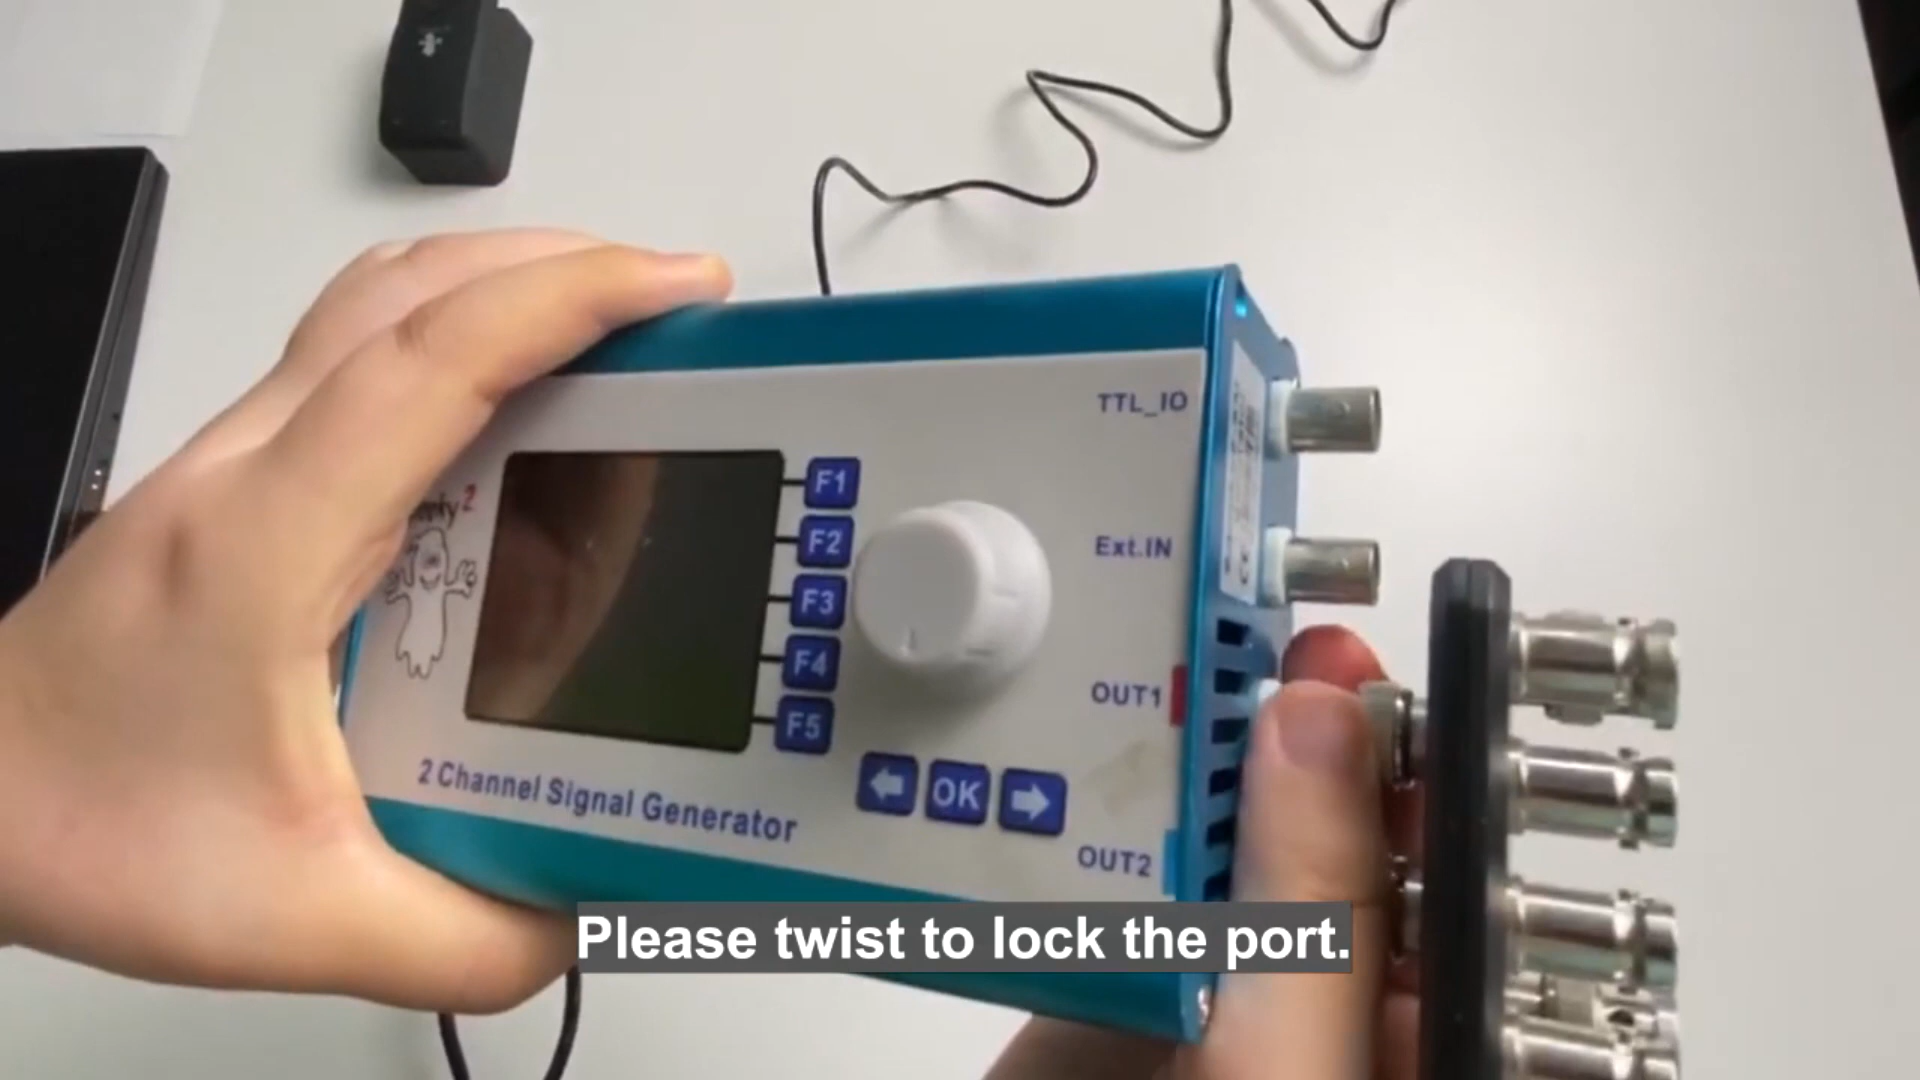 TTL_IO
F1
F2
Ext.IN
F3
F4
OUT1
F5
2 Channel Signal Generator
OK
OUT2
Please twist to lock the port.